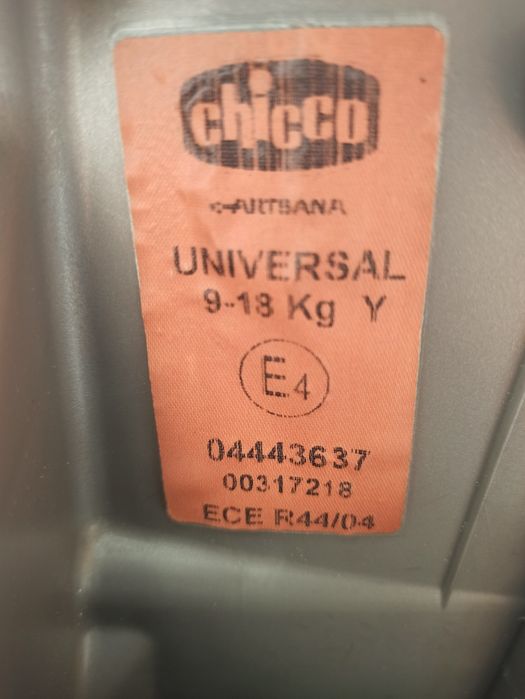 chicco
ARTSANA
UNIVERSAL
9-18 Kg Y
E4
04443637
00317218
ECE R44/04